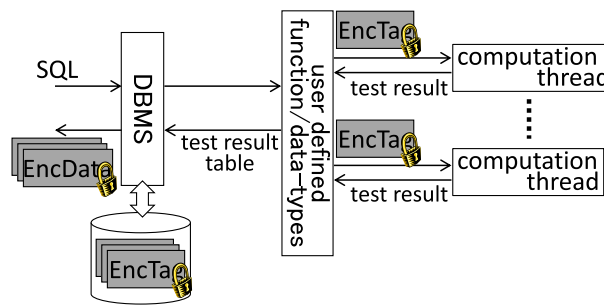 SQL
DBMS
EncData
EncTa
test result
table
user defined
function/data-types
EncTa
test result
computation
thread
EncTa
test result
computation
thread